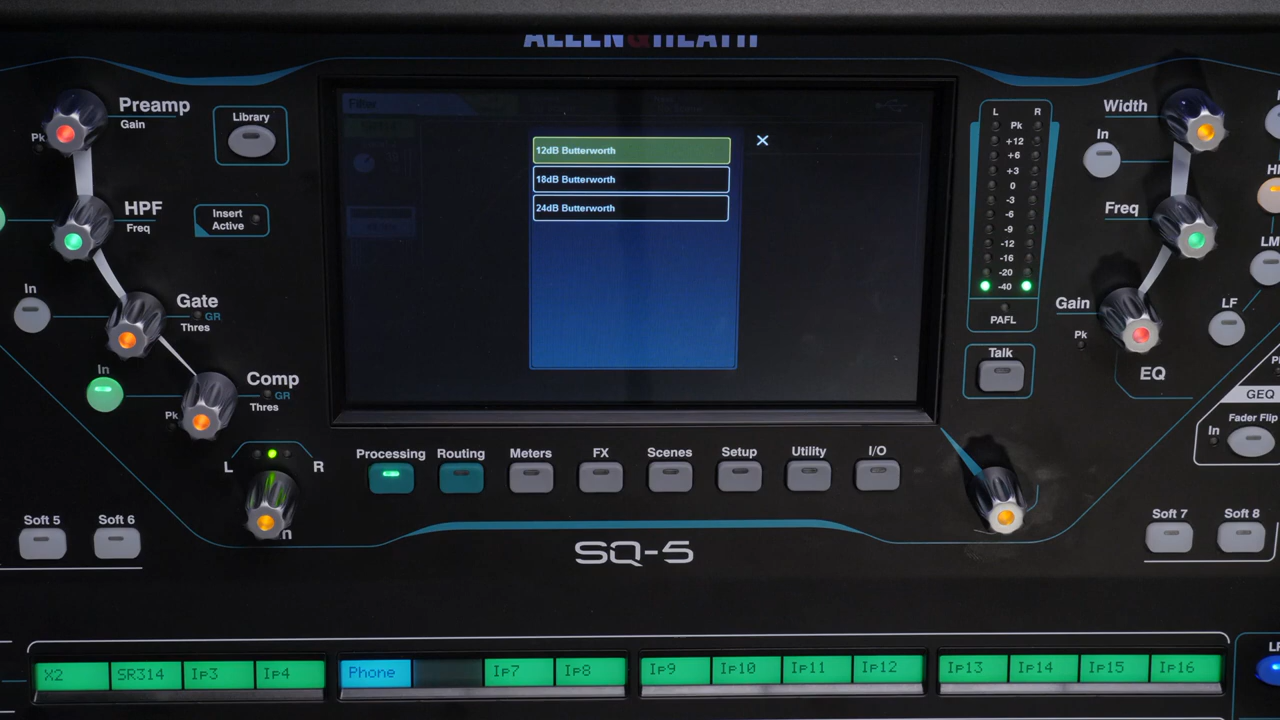 ALLEN&HEATH
Preamp
Gain
Pk
Library
HPF
Freq
Insert
Active
In
Gate
GR
Thres
In
Comp
GR
Thres
Pk
L
R
Filter
12dB Butterworth
18dB Butterworth
24dB Butterworth
L R
Pk
+12
+6
+3
0
-3
-6
-9
-12
-16
-20
-40
PAFL
Talk
Width
In
Freq
Gain
Pk
LF
EQ
GEQ
Fader Flip
In
Processing
Routing
Meters
FX
Scenes
Setup
Utility
I/O
Soft 5
Soft 6
Soft 7
Soft 8
SQ-5
X2
SR314
Ip3
Ip4
Phone
Ip7
Ip8
Ip9
Ip10
Ip11
Ip12
Ip13
Ip14
Ip15
Ip16